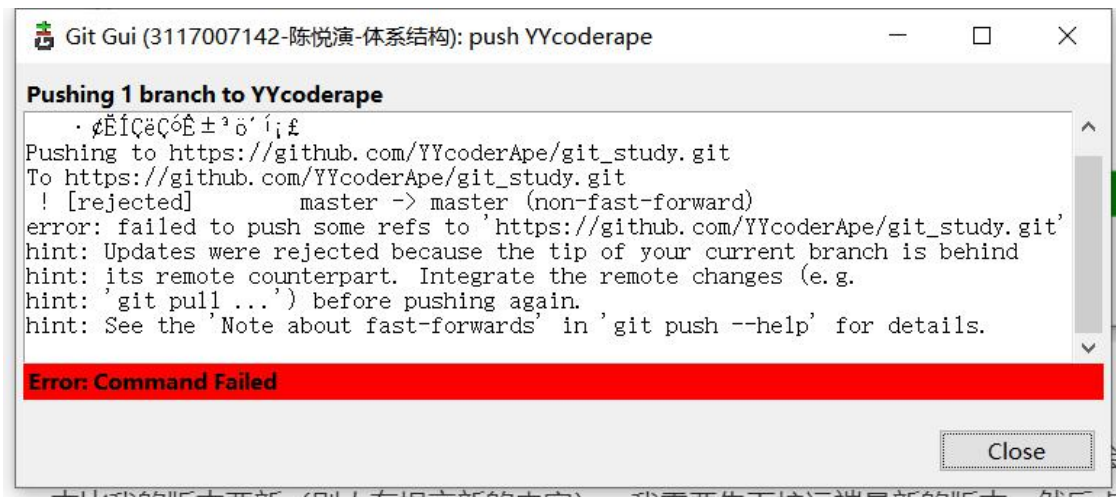 Git Gui (3117007142-陈悦演-体系结构): push YYcoderape
Pushing 1 branch to YYcoderape
·¢ËÍÇëÇóÊ±³ö´í¡£
Pushing to https://github.com/YYcoderApe/git_study.git
To https://github.com/YYcoderApe/git_study.git
! [rejected] master -> master (non-fast-forward)
error: failed to push some refs to 'https://github.com/YYcoderApe/git_study.git'
hint: Updates were rejected because the tip of your current branch is behind
hint: its remote counterpart. Integrate the remote changes (e.g.
hint: 'git pull ...') before pushing again.
hint: See the 'Note about fast-forwards' in 'git push --help' for details.
Error: Command Failed
Close